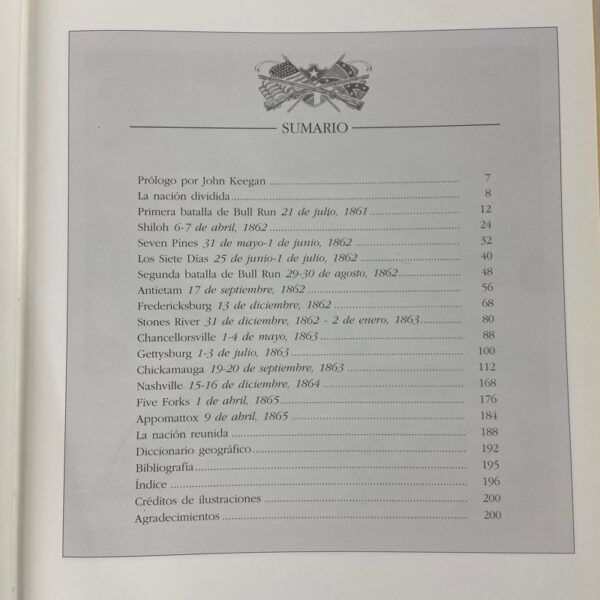 SUMARIO
Prólogo por John Keegan 7
La nación dividida 8
Primera batalla de Bull Run 21 de julio, 1861 12
Shiloh 6-7 de abril, 1862 24
Seven Pines 31 de mayo-1 de junio, 1862 32
Los Siete Días 25 de junio-1 de julio, 1862 40
Segunda batalla de Bull Run 29-30 de agosto, 1862 48
Antietam 17 de septiembre, 1862 56
Fredericksburg 13 de diciembre, 1862 68
Stones River 31 de diciembre, 1862 - 2 de enero, 1863 80
Chancellorsville 1-4 de mayo, 1863 88
Gettysburg 1-3 de julio, 1863 100
Chickamauga 19-20 de septiembre, 1863 112
Nashville 15-16 de diciembre, 1864 168
Five Forks 1 de abril, 1865 176
Appomattox 9 de abril, 1865 184
La nación reunida 188
Diccionario geográfico 192
Bibliografía 195
Índice 196
Créditos de ilustraciones 200
Agradecimientos 200